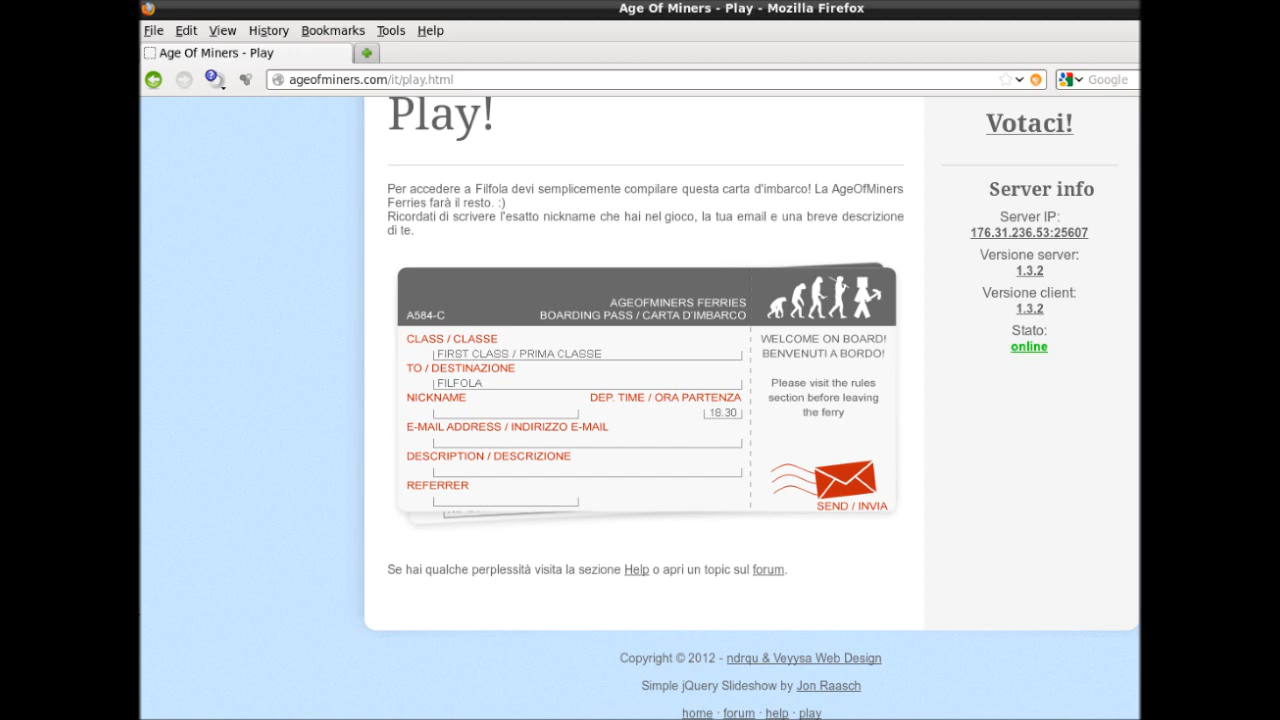 Age Of Miners - Play - Mozilla Firefox
File Edit View History Bookmarks Tools Help
Age Of Miners - Play
ageofminers.com/it/play.html
Google
Play!
Per accedere a Filfola devi semplicemente compilare questa carta d'imbarco! La AgeOfMiners
Ferries farà il resto. :)
Ricordati di scrivere l'esatto nickname che hai nel gioco, la tua email e una breve descrizione
di te.
A584-C
AGEOFMINERS FERRIES
BOARDING PASS / CARTA D'IMBARCO
CLASS / CLASSE
FIRST CLASS / PRIMA CLASSE
TO / DESTINAZIONE
FILFOLA
NICKNAME
DEP. TIME / ORA PARTENZA
18.30
E-MAIL ADDRESS / INDIRIZZO E-MAIL
DESCRIPTION / DESCRIZIONE
REFERRER
WELCOME ON BOARD!
BENVENUTI A BORDO!
Please visit the rules
section before leaving
the ferry
SEND / INVIA
Se hai qualche perplessità visita la sezione Help o apri un topic sul forum.
Votaci!
Server info
Server IP:
176.31.236.53:25607
Versione server:
1.3.2
Versione client:
1.3.2
Stato:
online
Copyright © 2012 - ndrqu & Veyysa Web Design
Simple jQuery Slideshow by Jon Raasch
home · forum · help · play